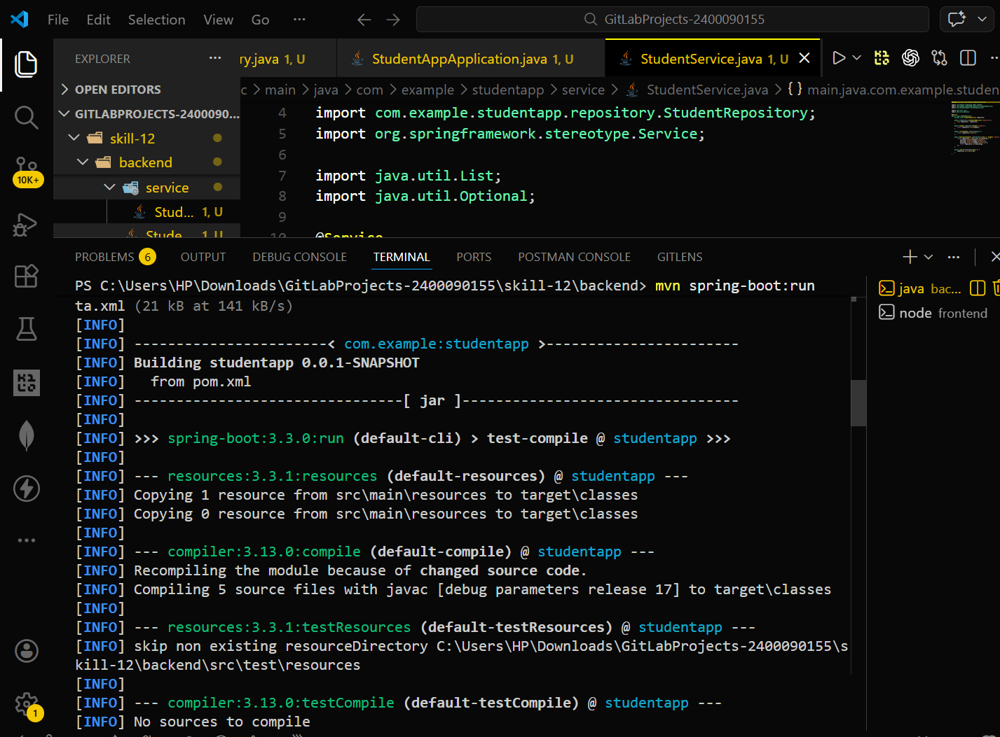 File Edit Selection View Go ···
GitLabProjects-2400090155
EXPLORER ···
ry.java 1, U
StudentAppApplication.java 1, U
StudentService.java 1, U
OPEN EDITORS
c > main > java > com > example > studentapp > service > StudentService.java > {} main.java.com.example.studen
GITLABPROJECTS-2400090...
skill-12
backend
service
Stud... 1, U
Stude 1, U
10K+
4 import com.example.studentapp.repository.StudentRepository;
5 import org.springframework.stereotype.Service;
6
7 import java.util.List;
8 import java.util.Optional;
9
10 @Service
PROBLEMS 6 OUTPUT DEBUG CONSOLE TERMINAL PORTS POSTMAN CONSOLE GITLENS
PS C:\Users\HP\Downloads\GitLabProjects-2400090155\skill-12\backend> mvn spring-boot:run
ta.xml (21 kB at 141 kB/s)
[INFO]
[INFO] -----------------------< com.example:studentapp >-----------------------
[INFO] Building studentapp 0.0.1-SNAPSHOT
[INFO]   from pom.xml
[INFO] --------------------------------[ jar ]---------------------------------
[INFO]
[INFO] >>> spring-boot:3.3.0:run (default-cli) > test-compile @ studentapp >>>
[INFO]
[INFO] --- resources:3.3.1:resources (default-resources) @ studentapp ---
[INFO] Copying 1 resource from src\main\resources to target\classes
[INFO] Copying 0 resource from src\main\resources to target\classes
[INFO]
[INFO] --- compiler:3.13.0:compile (default-compile) @ studentapp ---
[INFO] Recompiling the module because of changed source code.
[INFO] Compiling 5 source files with javac [debug parameters release 17] to target\classes
[INFO]
[INFO] --- resources:3.3.1:testResources (default-testResources) @ studentapp ---
[INFO] skip non existing resourceDirectory C:\Users\HP\Downloads\GitLabProjects-2400090155\s
kill-12\backend\src\test\resources
[INFO]
[INFO] --- compiler:3.13.0:testCompile (default-testCompile) @ studentapp ---
[INFO] No sources to compile
java bac...
node frontend
1